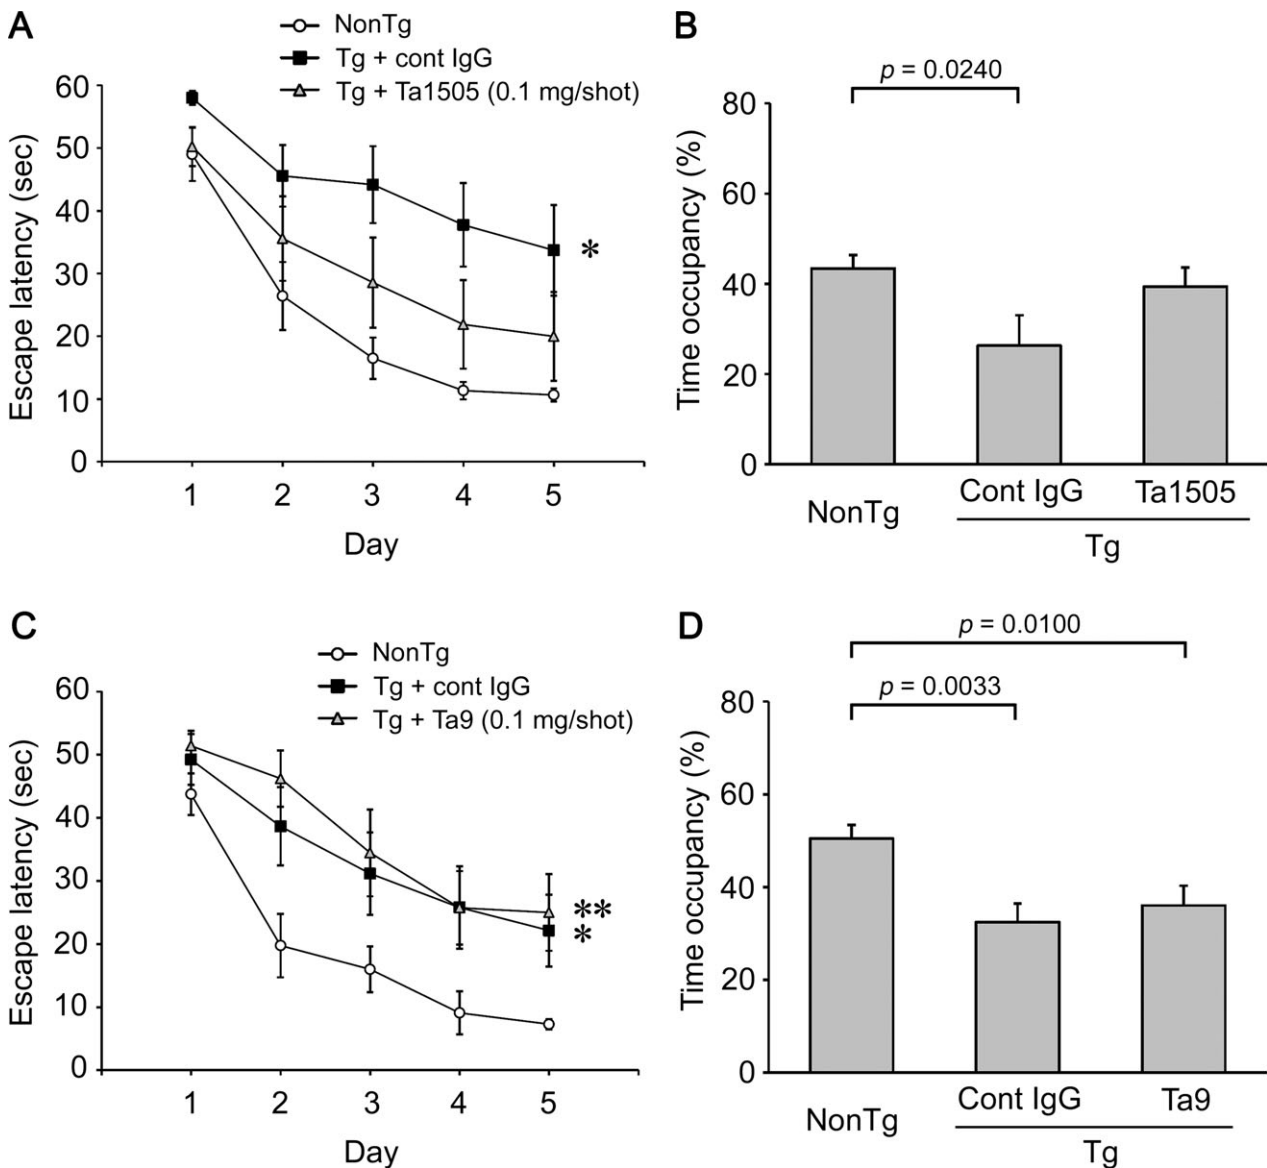 A
NonTg
Tg + cont IgG
Tg + Ta1505 (0.1 mg/shot)
Escape latency (sec)
60
50
40
30
20
10
0
*
1 2 3 4 5
Day
B
p = 0.0240
Time occupancy (%)
80
60
40
20
0
NonTg
Cont IgG Ta1505
Tg
C
NonTg
Tg + cont IgG
Tg + Ta9 (0.1 mg/shot)
Escape latency (sec)
60
50
40
30
20
10
0
**
*
1 2 3 4 5
Day
D
p = 0.0100
p = 0.0033
Time occupancy (%)
80
60
40
20
0
NonTg
Cont IgG Ta9
Tg